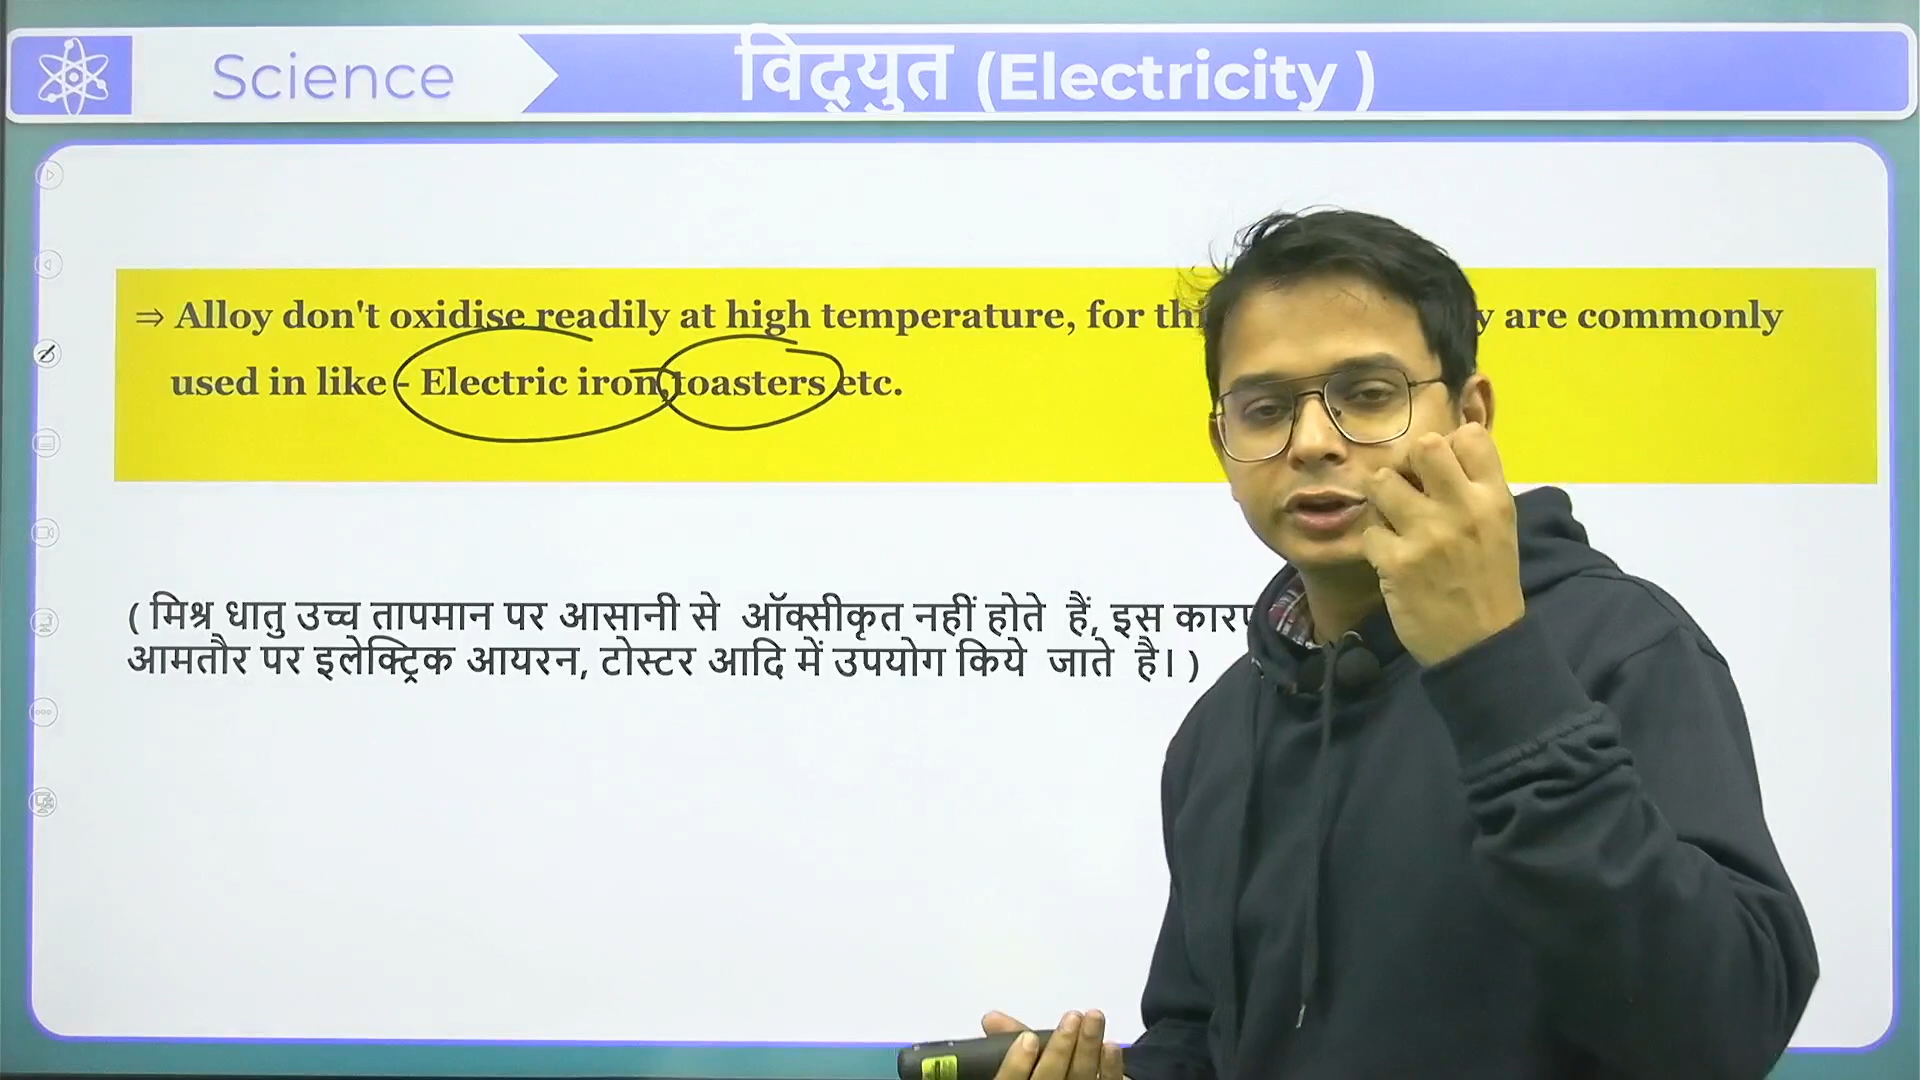 Science
विद्युत (Electricity )
⇒ Alloy don't oxidise readily at high temperature, for are commonly
used in like - Electric iron, toasters etc.
( मिश्र धातु उच्च तापमान पर आसानी से ऑक्सीकृत नहीं होते हैं, इस
आमतौर पर इलेक्ट्रिक आयरन, टोस्टर आदि में उपयोग किये जाते है। )